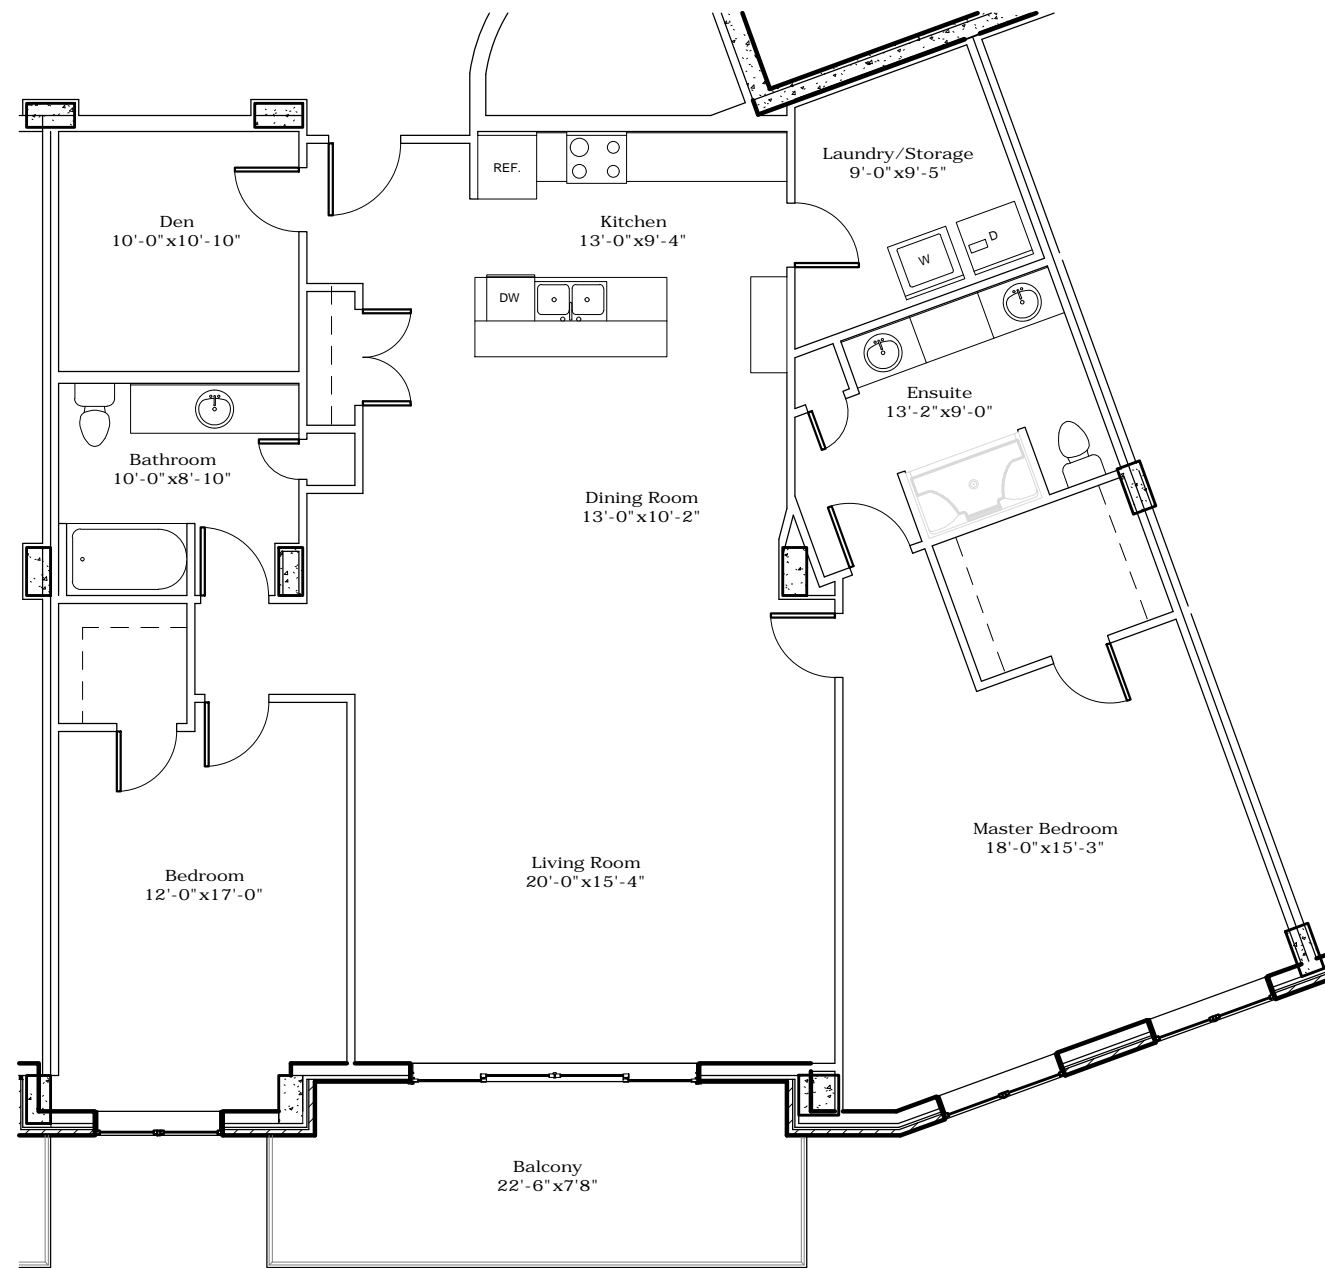 Laundry/Storage
9'-0"x9'-5"
REF.
Den
10'-0"x10'-10"
Kitchen
13'-0"x9'-4"
D
W
DW
Ensuite
13'-2"x9'-0"
Bathroom
10'-0"x8'-10"
Dining Room
13'-0"x10'-2"
Master Bedroom
18'-0"x15'-3"
Living Room
20'-0"x15'-4"
Bedroom
12'-0"x17'-0"
Balcony
22'-6"x7'8"